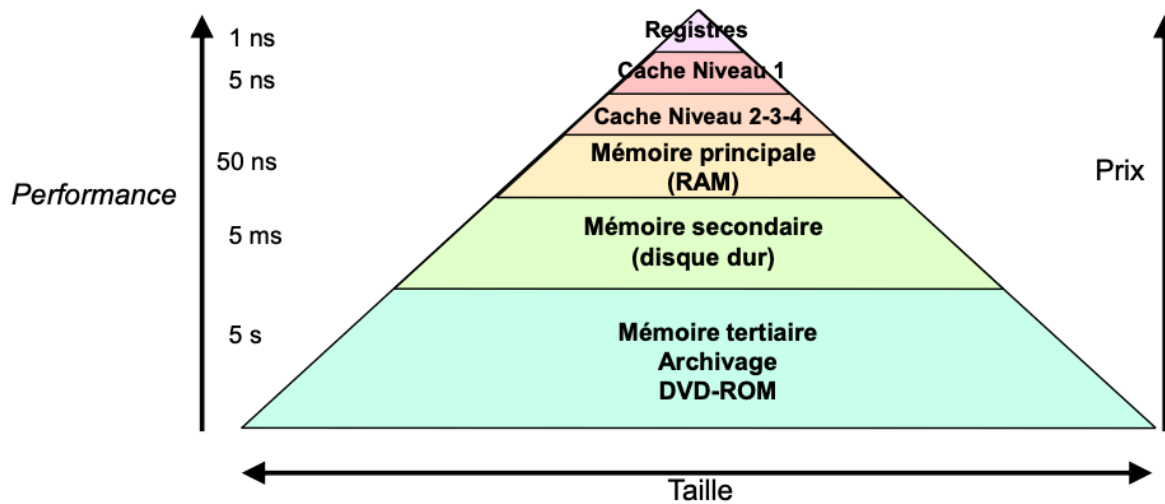 1 ns
Registres
5 ns
Cache Niveau 1
Cache Niveau 2-3-4
50 ns
Mémoire principale
(RAM)
Performance
Prix
5 ms
Mémoire secondaire
(disque dur)
5 s
Mémoire tertiaire
Archivage
DVD-ROM
Taille